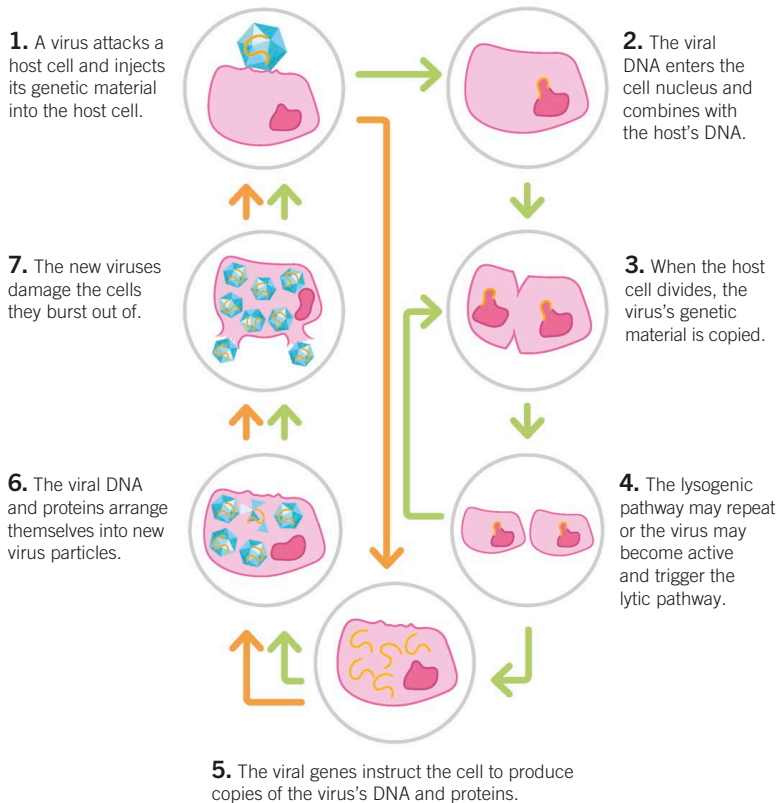 1. A virus attacks a
host cell and injects
its genetic material
into the host cell.
2. The viral
DNA enters the
cell nucleus and
combines with
the host’s DNA.
3. When the host
cell divides, the
virus’s genetic
material is copied.
4. The lysogenic
pathway may repeat
or the virus may
become active
and trigger the
lytic pathway.
5. The viral genes instruct the cell to produce
copies of the virus’s DNA and proteins.
6. The viral DNA
and proteins arrange
themselves into new
virus particles.
7. The new viruses
damage the cells
they burst out of.